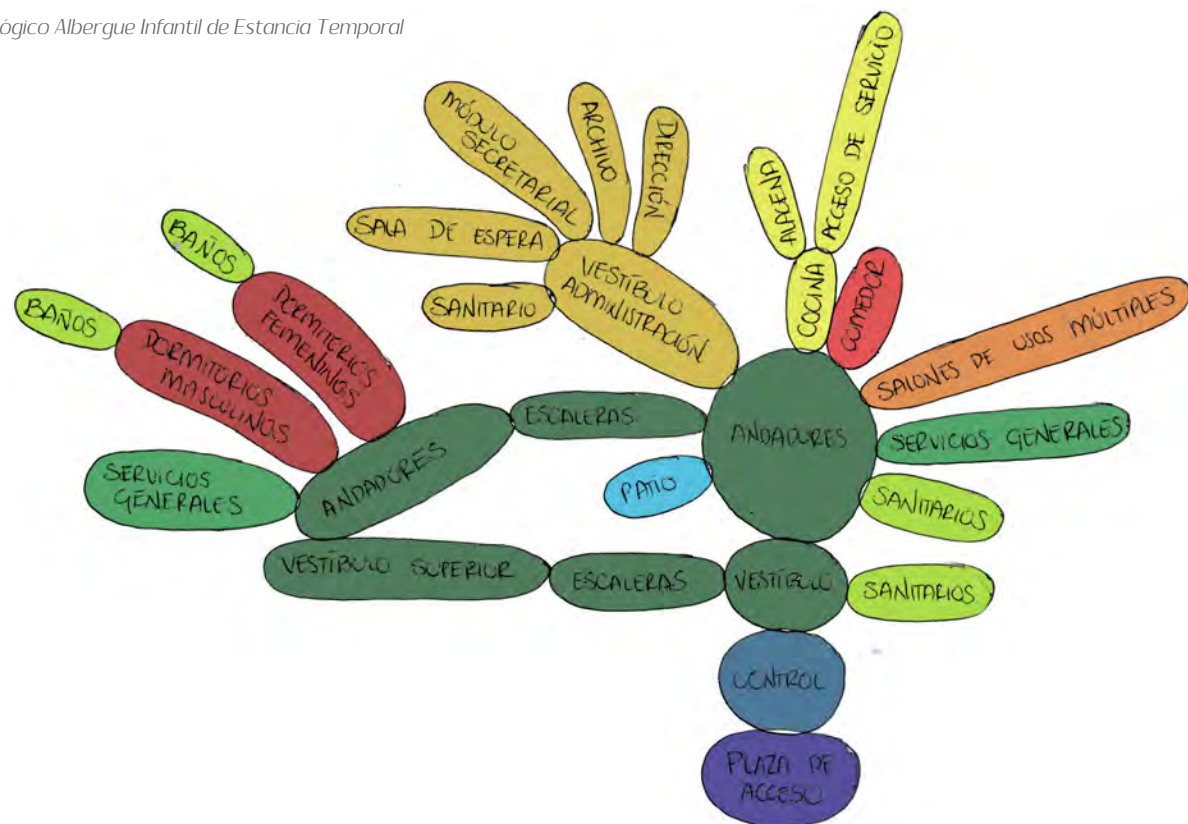 ógico Albergue Infantil de Estancia Temporal
ACCESO DE SERVICIO
MÓDULO
SECRETARIAL
ARCHIVO
DIRECCIÓN
ALACENA
SALA DE ESPERA
VESTÍBULO
ADMINISTRACIÓN
SANITARIO
COCINA
COMEDOR
BAÑOS
DORMITORIOS
FEMENINOS
BAÑOS
DORMITORIOS
MASCULINOS
SALONES DE USOS MÚLTIPLES
ESCALERAS
ANDADORES
SERVICIOS GENERALES
SERVICIOS
GENERALES
ANDADORES
PATIO
SANITARIOS
VESTÍBULO SUPERIOR
ESCALERAS
VESTÍBULO
SANITARIOS
CONTROL
PLAZA DE
ACCESO